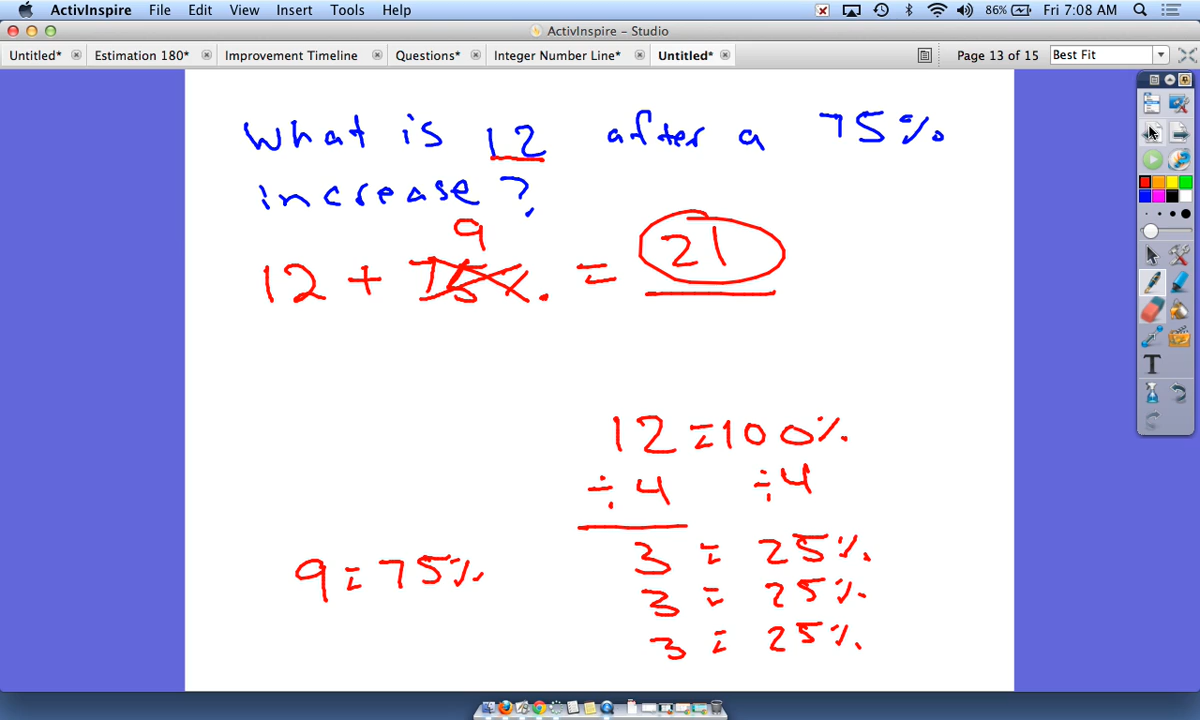 ActivInspire File Edit View Insert Tools Help 86% Fri 7:08 AM
ActivInspire – Studio
Untitled* Estimation 180* Improvement Timeline Questions* Integer Number Line* Untitled* Page 13 of 15 Best Fit
What is 12 after a 75%
increase?
9
12 + 75% = 21
12 = 100%
÷ 4 ÷4
3 = 25%
9 = 75%
3 = 25%
3 = 25%
T